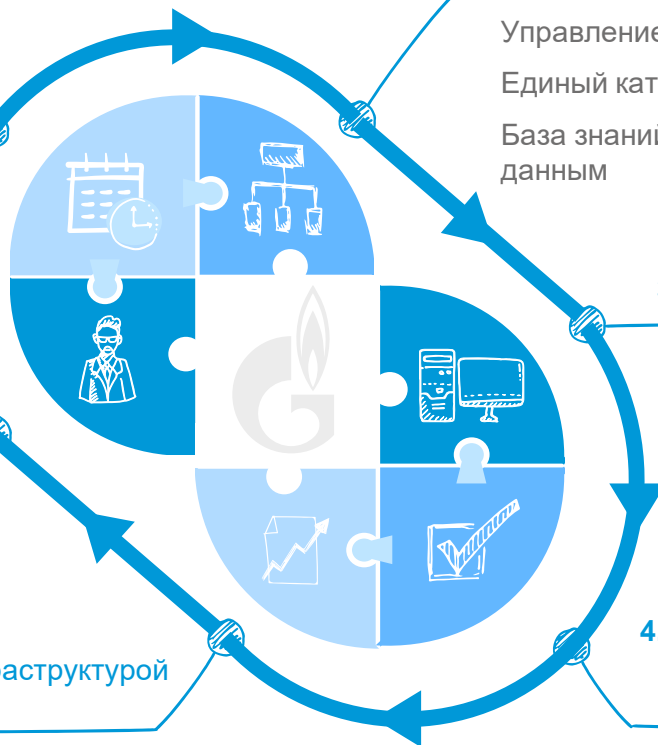 Управление
Единый кат
База знаний
данным
4
раструктурой